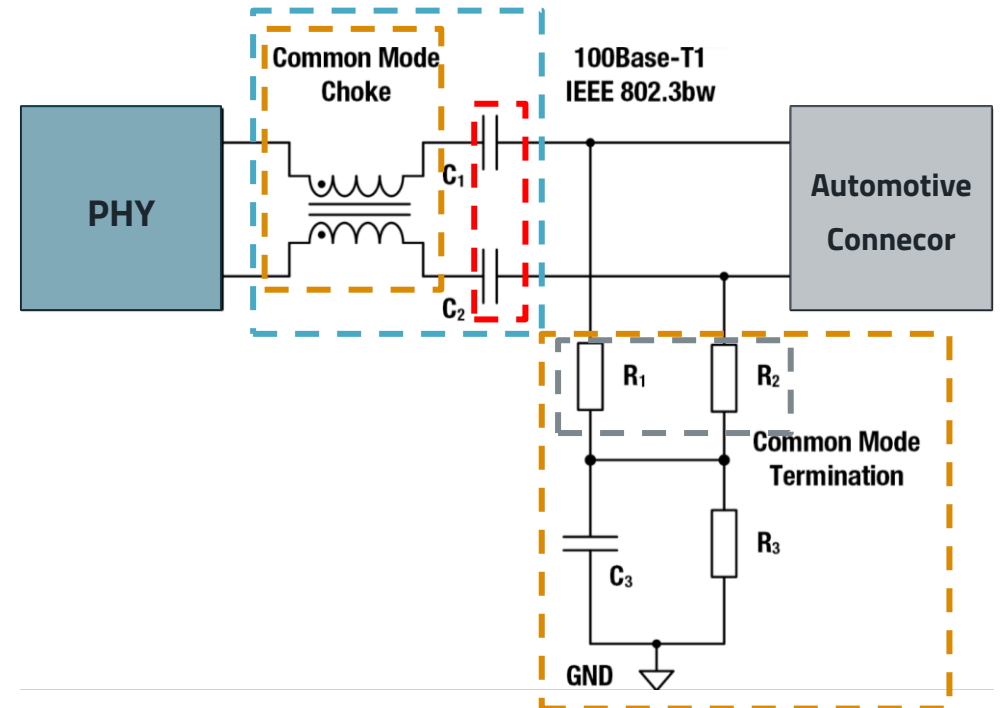 Common Mode
Choke
100Base-T1
IEEE 802.3bw
PHY
C₁
Automotive
Connecor
C₂
R₁
R₂
Common Mode
Termination
R₃
C₃
GND